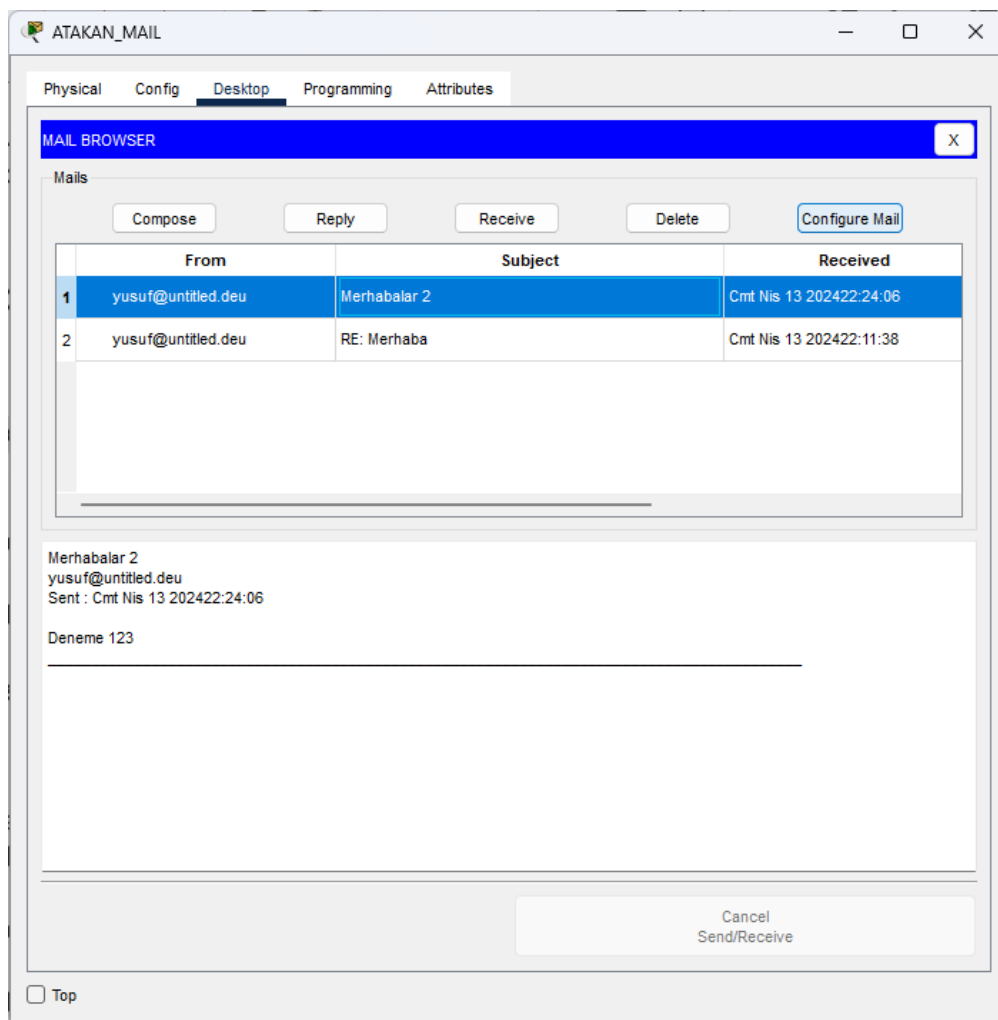 ATAKAN_MAIL
Physical Config Desktop Programming Attributes
MAIL BROWSER X
Mails
Compose Reply Receive Delete Configure Mail
From Subject Received
1 yusuf@untitled.deu Merhabalar 2 Cmt Nis 13 202422:24:06
2 yusuf@untitled.deu RE: Merhaba Cmt Nis 13 202422:11:38
Merhabalar 2
yusuf@untitled.deu
Sent : Cmt Nis 13 202422:24:06
Deneme 123
Cancel
Send/Receive
Top